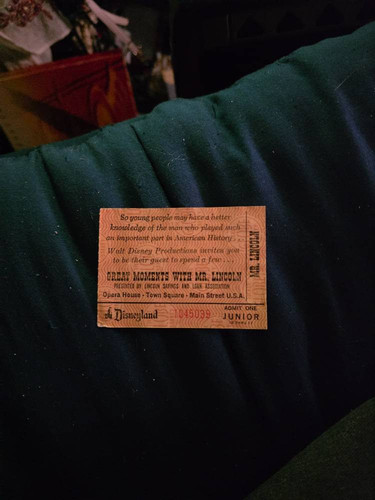 So young people may have a better
knowledge of the man who played such
an important part in American History...
Walt Disney Productions invites you
to be their guest to spend a few...
GREAT MOMENTS WITH MR. LINCOLN
PRESENTED BY LINCOLN SAVINGS AND LOAN ASSOCIATION
Opera House - Town Square - Main Street U.S.A.
At Disneyland
1045039
ADMIT ONE
JUNIOR
MR. LINCOLN